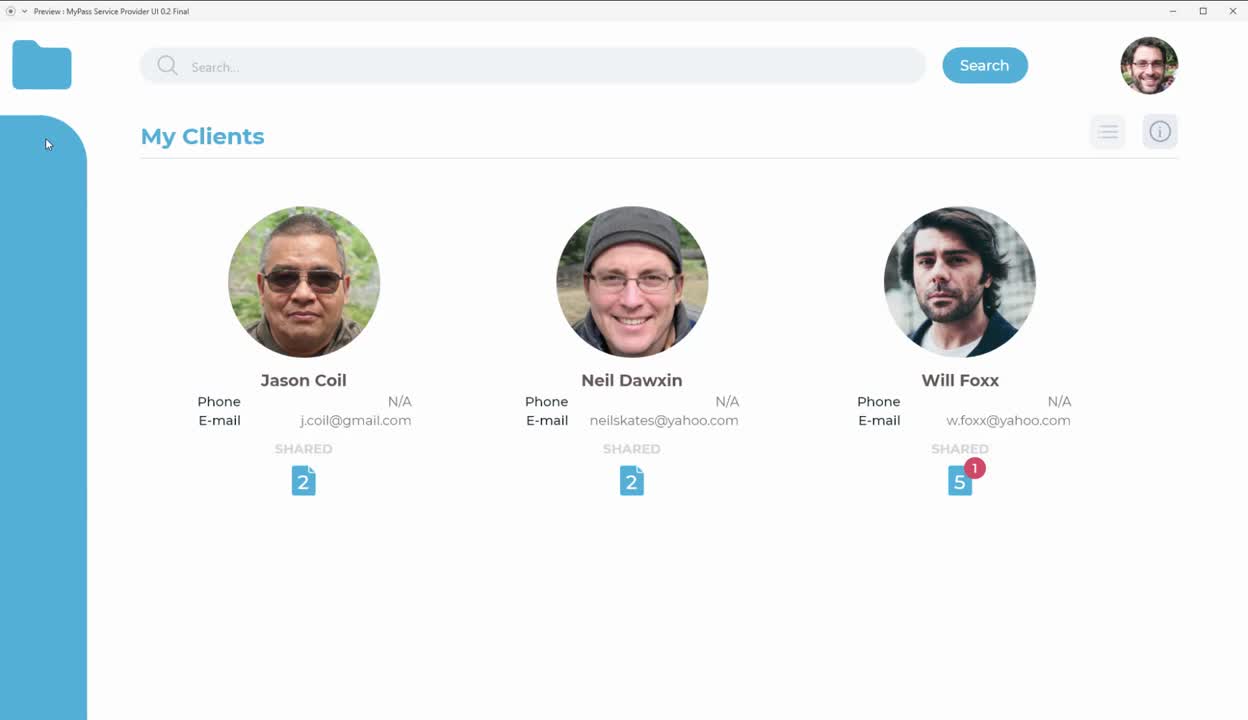 Preview : MyPass Service Provider UI 0.2 Final
Search...
Search
My Clients
Jason Coil
Phone N/A
E-mail j.coil@gmail.com
SHARED
2
Neil Dawxin
Phone N/A
E-mail neilskates@yahoo.com
SHARED
2
Will Foxx
Phone N/A
E-mail w.foxx@yahoo.com
SHARED
5
1